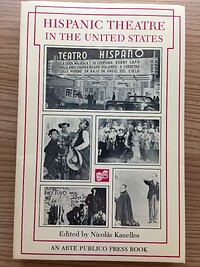 HISPANIC THEATRE
IN THE UNITED STATES
TEATRO HISPANO
Edited by Nicolás Kanellos
AN ARTE PUBLICO PRESS BOOK